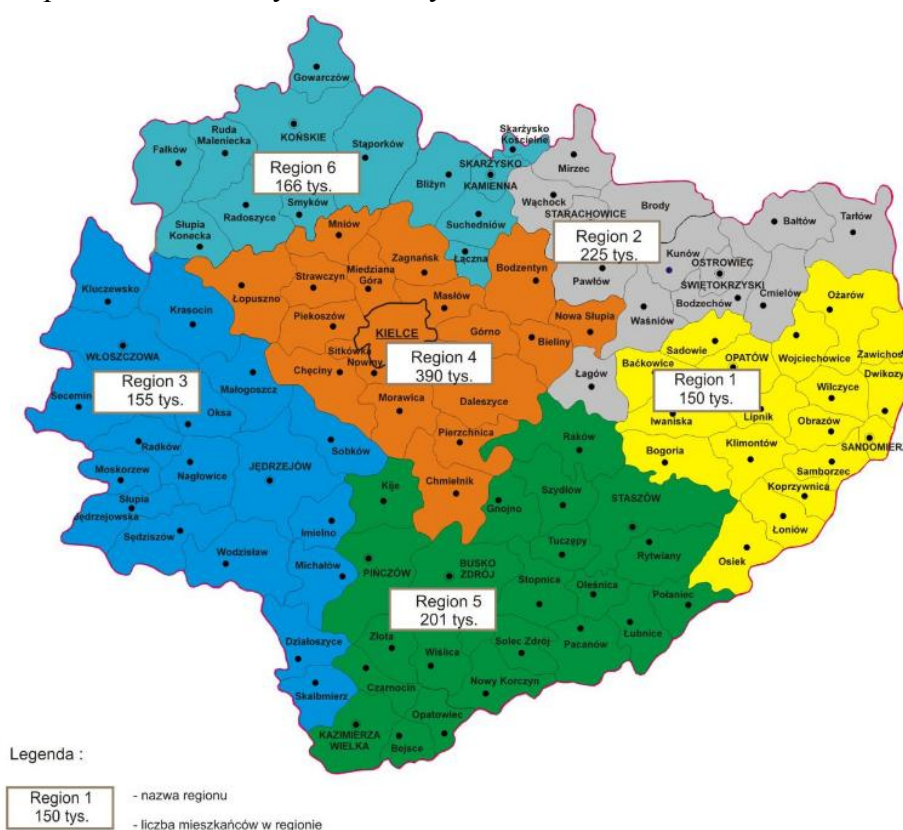 Gowarczów
Ruda
Maleniecka
KOŃSKIE
Fałków
Stąporków
Region 6
166 tys.
Radoszyce
Smyków
Słupia
Konecka
Skarżysko
Kościelne
SKARŻYSKO
KAMIENNA
Bliżyn
Suchedniów
Łączna
Mirzec
Wąchock
STARACHOWICE
Brody
Region 2
225 tys.
Pawłów
Kunów
OSTROWIEC
ŚWIĘTOKRZYSKI
Bodzechów
Waśniów
Ćmielów
Bałtów
Tarłów
Łagów
Mniów
Zagnańsk
Bodzentyn
Strawczyn
Miedziana
Góra
Łopuszno
Masłów
Piekoszów
KIELCE
Górno
Nowa Słupia
Bieliny
Sitkówka
Nowiny
Region 4
390 tys.
Chęciny
Morawica
Daleszyce
Pierzchnica
Chmielnik
Kluczewsko
Krasocin
WŁOSZCZOWA
Region 3
155 tys.
Małogoszcz
Secemin
Oksa
Radków
Sobków
Moskorzew
Nagłowice
JĘDRZEJÓW
Słupia
Jędrzejowska
Imielno
Sędziszów
Wodzisław
Michałów
Działoszyce
Skalbmierz
Ożarów
Sadowie
Baćkowice
OPATÓW
Wojciechowice
Zawichos
Dwikozy
Region 1
150 tys.
Wilczyce
Iwaniska
Lipnik
Obrazów
Bogoria
Klimontów
SANDOMIERZ
Samborzec
Koprzywnica
Łoniów
Osiek
Raków
Kije
Gnojno
Szydłów
STASZÓW
Tuczępy
Rytwiany
PIŃCZÓW
BUSKO
ZDRÓJ
Stopnica
Oleśnica
Połaniec
Region 5
201 tys.
Łubnice
Pacanów
Solec Zdrój
Złota
Wiślica
Czarnocin
Nowy Korczyn
Opatowiec
KAZIMIERZA
WIELKA
Bejsce
Legenda :
Region 1
150 tys.
- nazwa regionu
- liczba mieszkańców w regionie